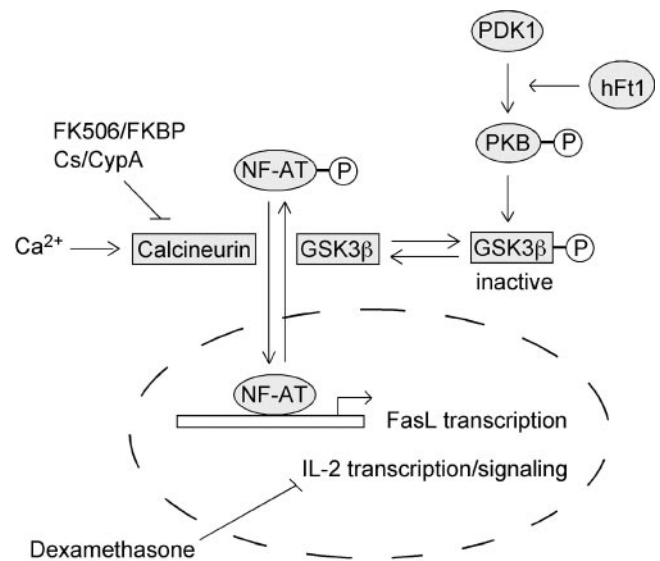 PDK1
hFt1
FK506/FKBP
Cs/CypA
PKB P
NF-AT P
Ca²⁺
Calcineurin
GSK3β
GSK3β P
inactive
NF-AT
FasL transcription
IL-2 transcription/signaling
Dexamethasone